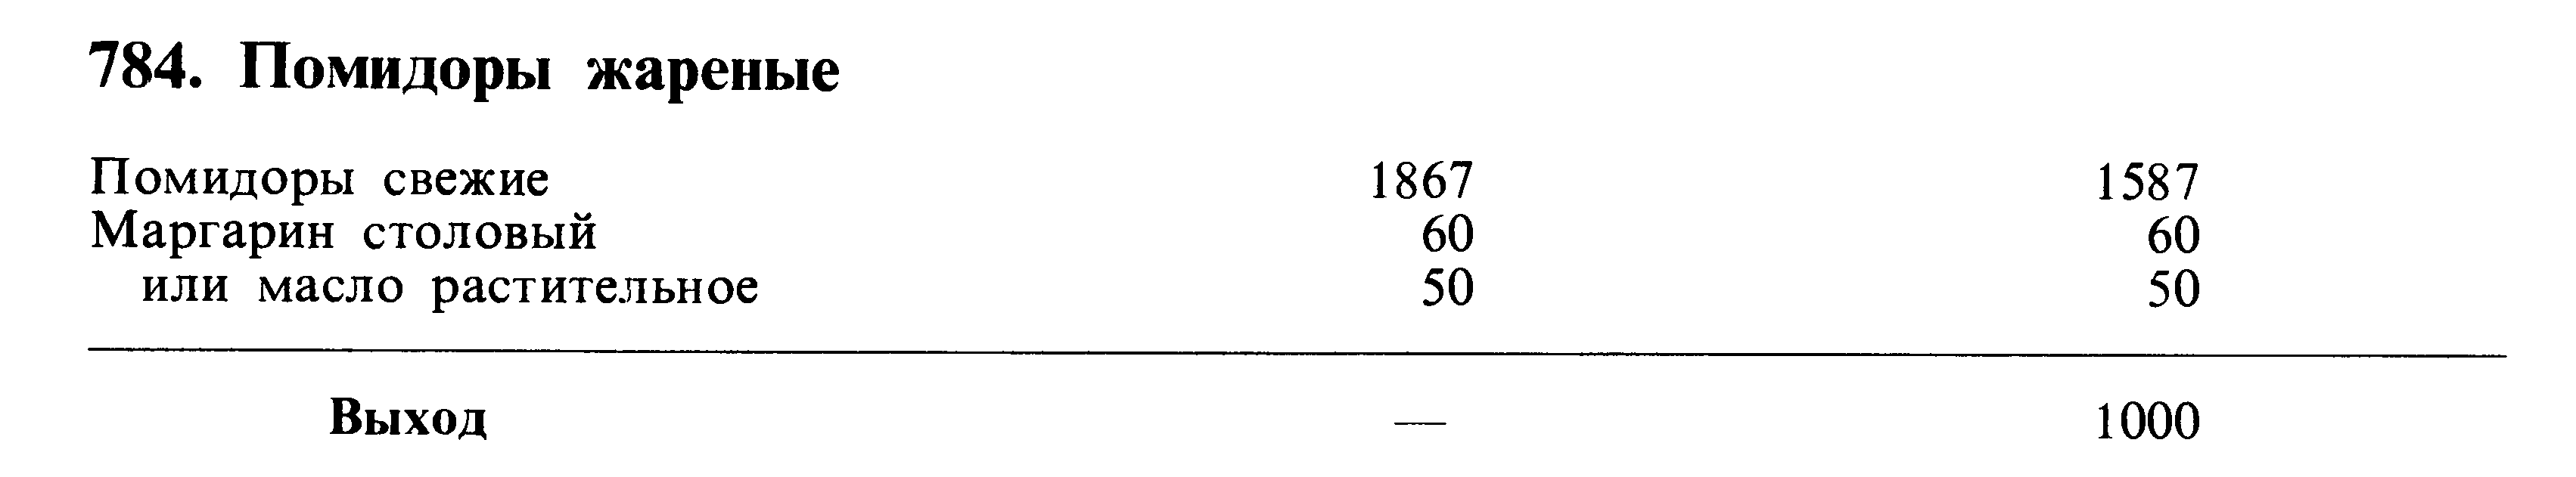 784. Помидоры жареные
Помидоры свежие 1867 1587
Маргарин столовый 60 60
или масло растительное 50 50
Выход — 1000